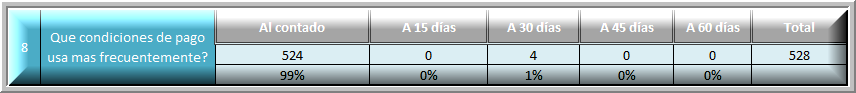 8 Que condiciones de pago usa mas frecuentemente? Al contado A 15 días A 30 días A 45 días A 60 días Total
524 0 4 0 0 528
99% 0% 1% 0% 0%